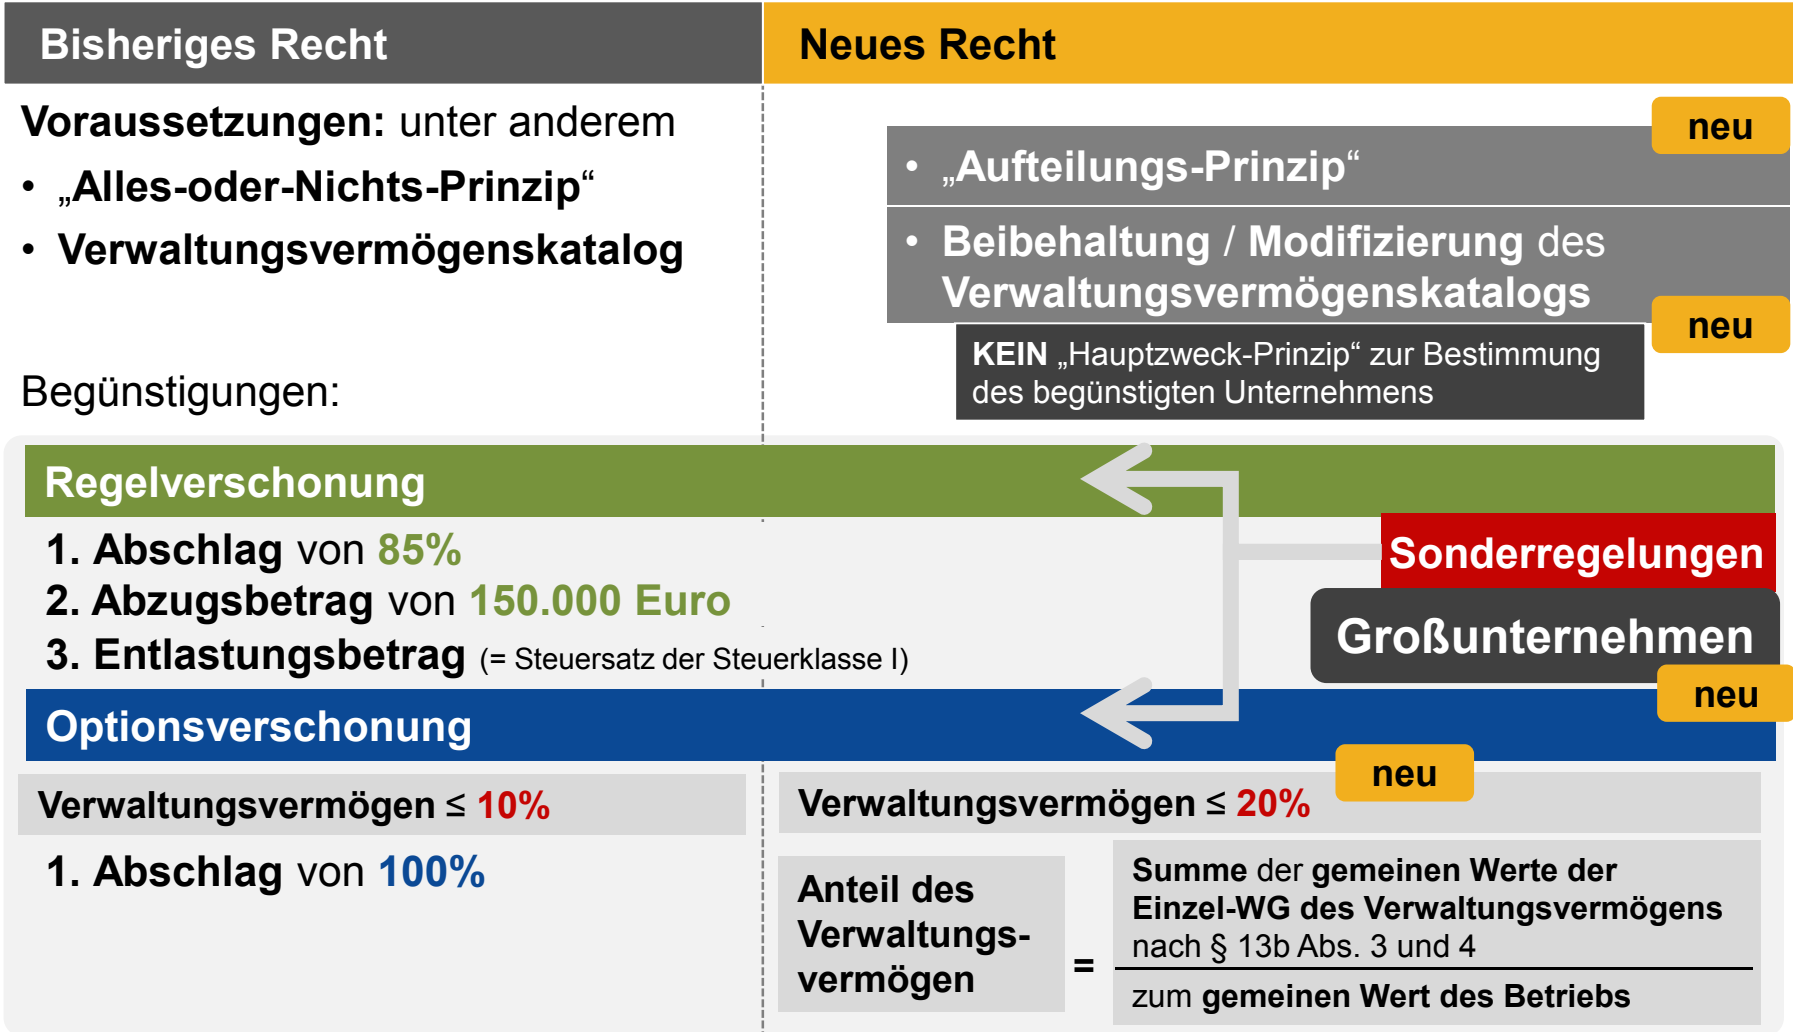 Bisheriges Recht
Neues Recht
Voraussetzungen: unter anderem
• „Alles-oder-Nichts-Prinzip“
• Verwaltungsvermögenskatalog
neu
• „Aufteilungs-Prinzip“
• Beibehaltung / Modifizierung des
Verwaltungsvermögenskatalogs
neu
KEIN „Hauptzweck-Prinzip“ zur Bestimmung
des begünstigten Unternehmens
Begünstigungen:
Regelverschonung
1. Abschlag von 85%
2. Abzugsbetrag von 150.000 Euro
3. Entlastungsbetrag (= Steuersatz der Steuerklasse I)
Sonderregelungen
Großunternehmen
neu
Optionsverschonung
neu
Verwaltungsvermögen ≤ 10%
1. Abschlag von 100%
Verwaltungsvermögen ≤ 20%
Anteil des
Verwaltungs-
vermögen
=
Summe der gemeinen Werte der
Einzel-WG des Verwaltungsvermögens
nach § 13b Abs. 3 und 4
zum gemeinen Wert des Betriebs